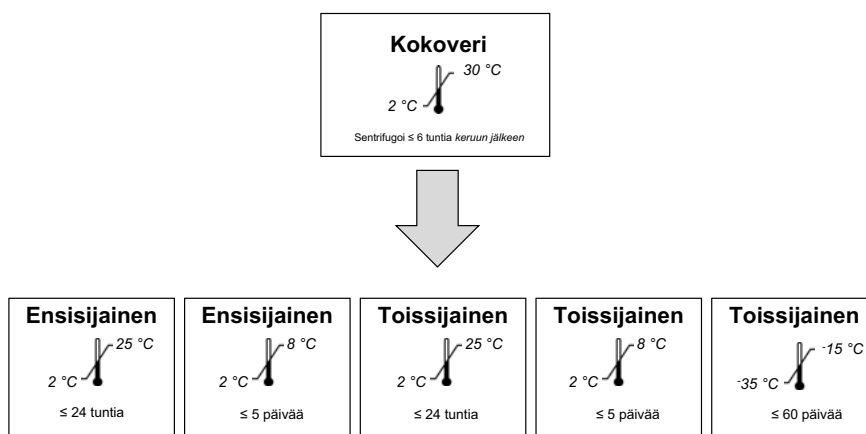 Kokoveri
30 °C
2 °C
Sentrifugoi ≤ 6 tuntia keruun jälkeen
Ensisijainen
25 °C
2 °C
≤ 24 tuntia
Ensisijainen
8 °C
2 °C
≤ 5 päivää
Toissijainen
25 °C
2 °C
≤ 24 tuntia
Toissijainen
8 °C
2 °C
≤ 5 päivää
Toissijainen
-15 °C
-35 °C
≤ 60 päivää